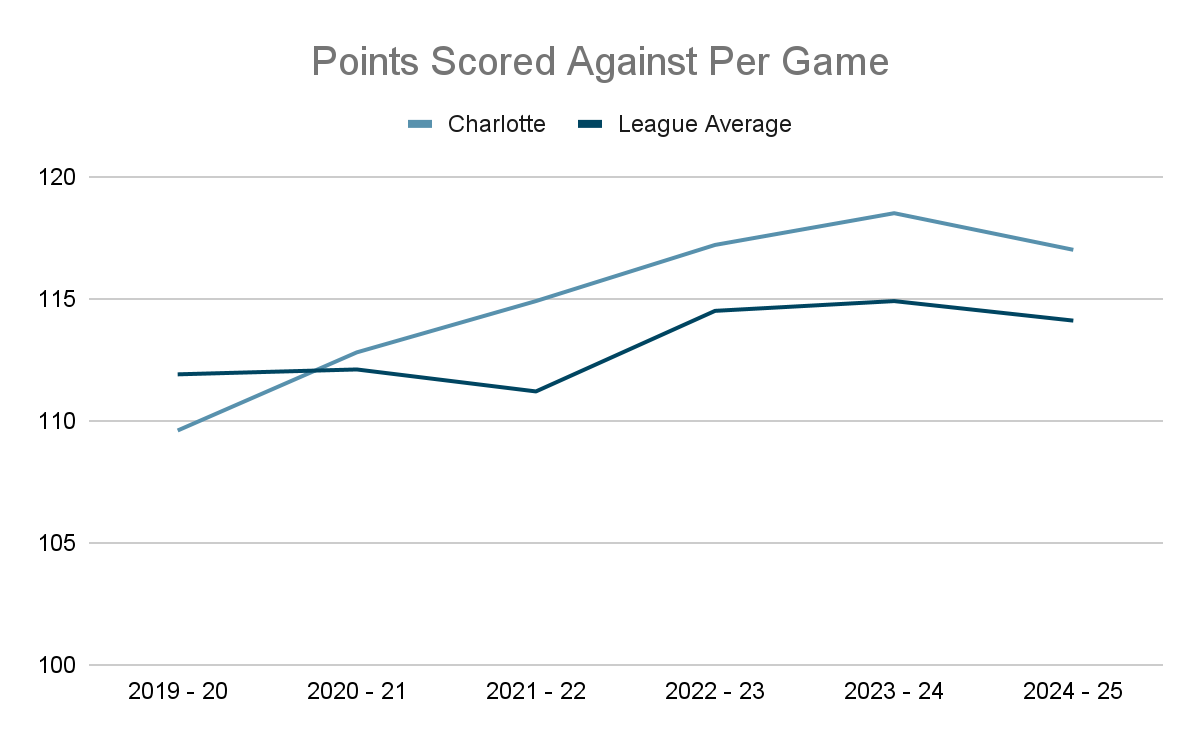 Points Scored Against Per Game
Charlotte League Average
120
115
110
105
100
2019 - 20 2020 - 21 2021 - 22 2022 - 23 2023 - 24 2024 - 25